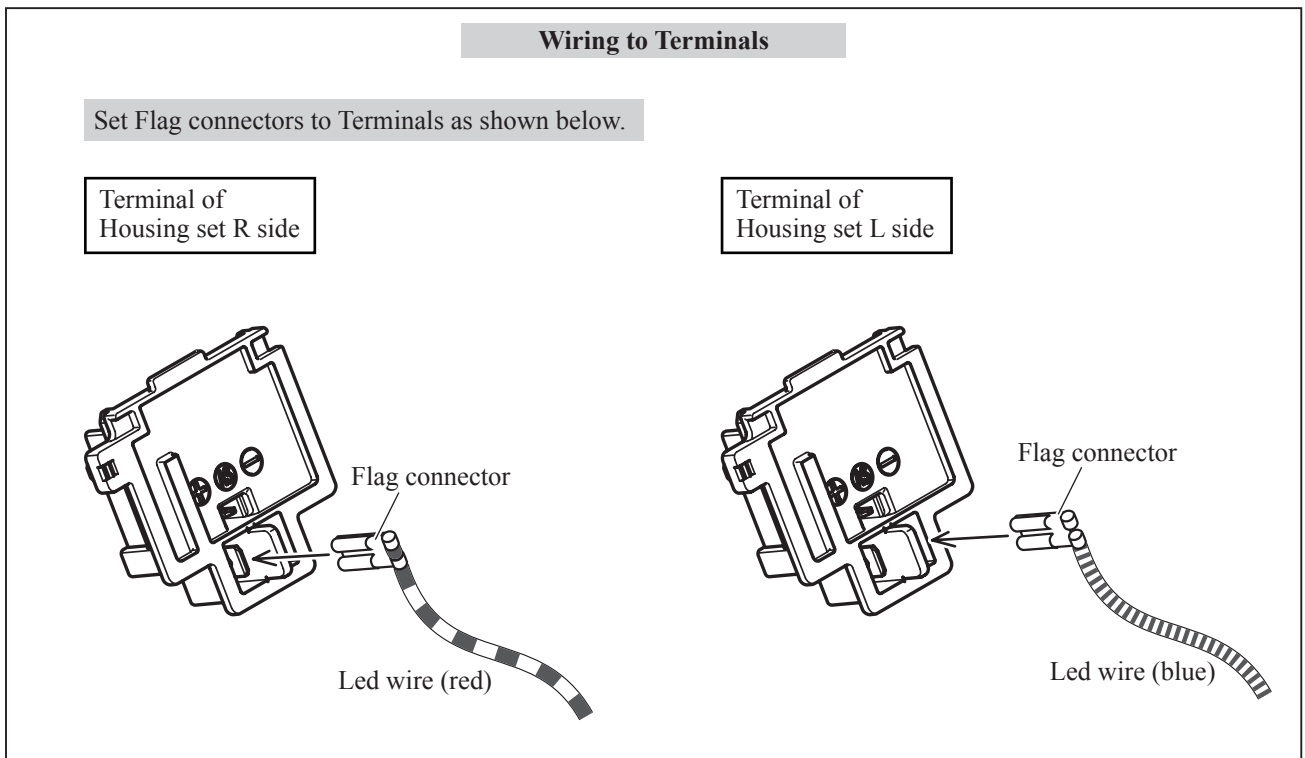 Wiring to Terminals
Set Flag connectors to Terminals as shown below.
Terminal of
Housing set R side
Terminal of
Housing set L side
Flag connector
Led wire (red)
Flag connector
Led wire (blue)